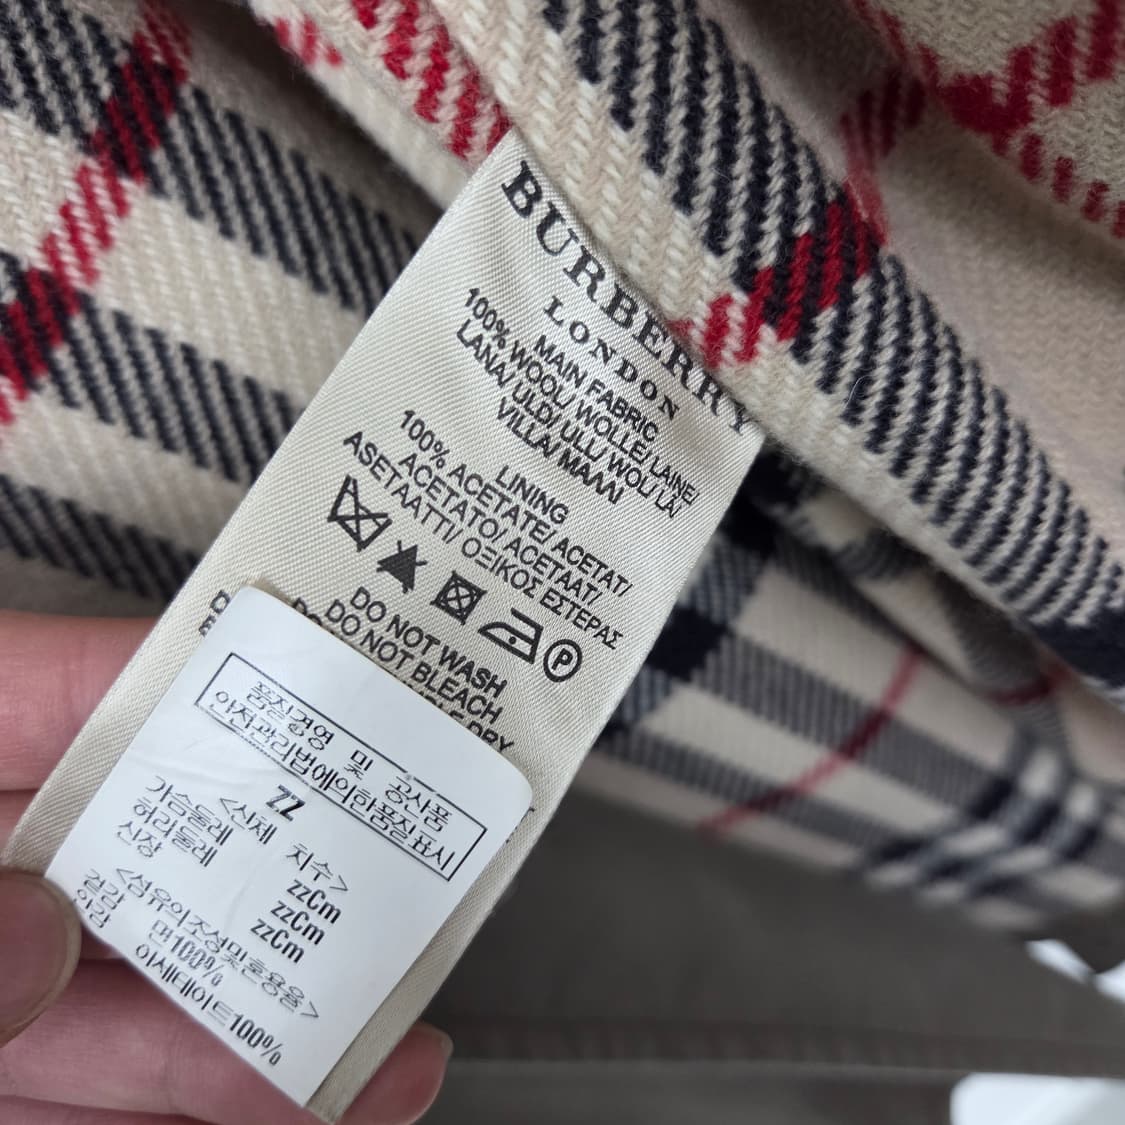 BURBERRY
LONDON
MAIN FABRIC
100% WOOL/ WOLLE/ LAINE/
LANA/ ULD/ ULL/ WOL/ LÃ/
VILLA/ ΜΑΛΛΙ
LINING
100% ACETATE/ ACETAT/
ACETATO/ ACETAAT/
ASETAATTI/ ΟΞΙΚΟΣ ΕΣΤΕΡΑΣ
P
DO NOT WASH
DO NOT BLEACH
DRY
품질경영 및 공산품
안전관리법에의한품질표시
ZZ
<신체 치수>
가슴둘레 zzCm
허리둘레 zzCm
신장 zzCm
<섬유의조성및혼용율>
겉감 면100%
안감 아세테이트100%